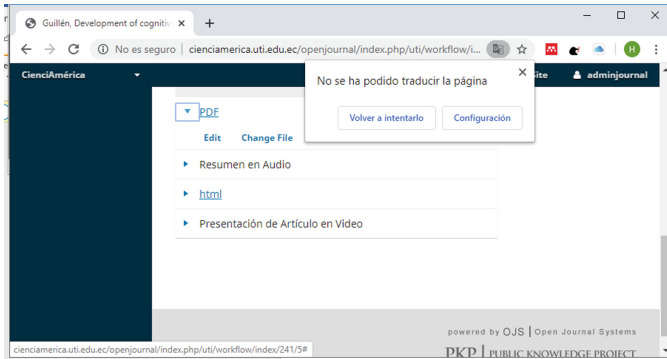 Guillén, Development of cogniti
No es seguro | cienciamerica.uti.edu.ec/openjournal/index.php/uti/workflow/i...
H
CienciAmérica
ite
adminjournal
No se ha podido traducir la página
Volver a intentarlo
Configuración
PDF
Edit
Change File
Resumen en Audio
html
Presentación de Artículo en Video
powered by OJS | Open Journal Systems
PKP | PUBLIC KNOWLEDGE PROJECT
cienciamerica.uti.edu.ec/openjournal/index.php/uti/workflow/index/241/5#